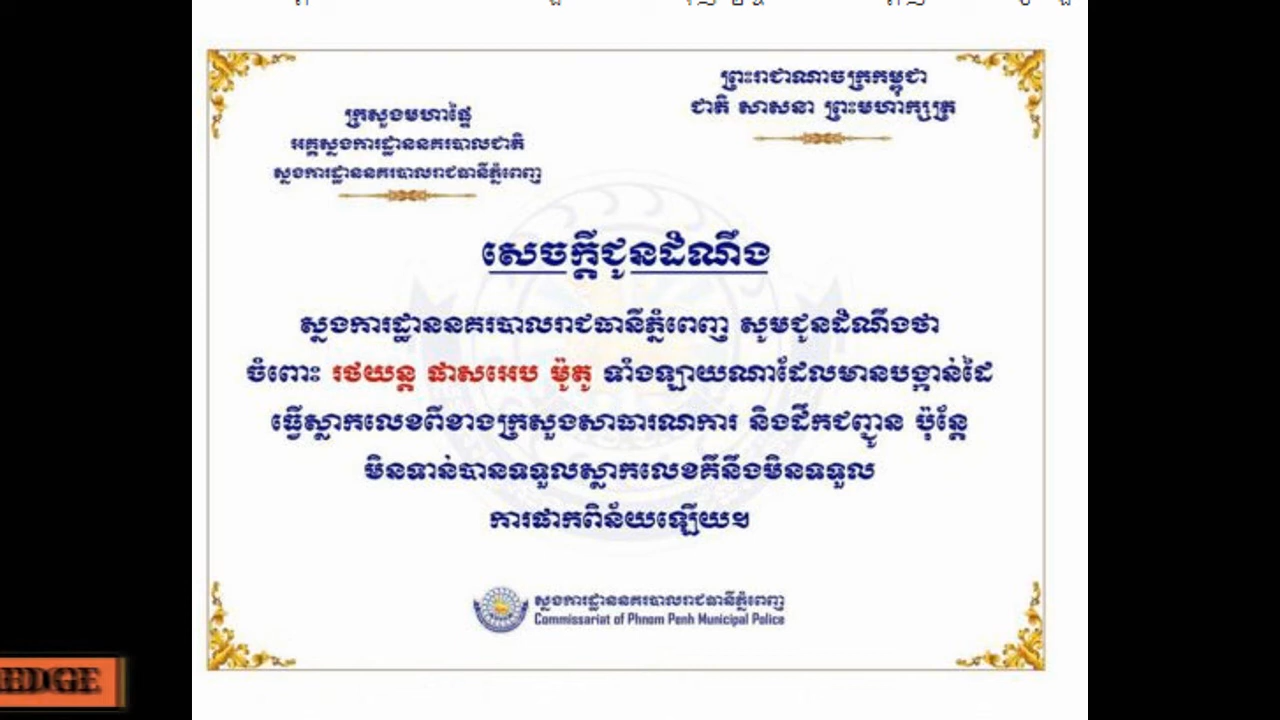 ព្រះរាជាណាចក្រកម្ពុជា
ជាតិ សាសនា ព្រះមហាក្សត្រ
ក្រសួងមហាផ្ទៃ
អគ្គស្នងការដ្ឋាននគរបាលជាតិ
ស្នងការដ្ឋាននគរបាលរាជធានីភ្នំពេញ
សេចក្តីជូនដំណឹង
ស្នងការដ្ឋាននគរបាលរាជធានីភ្នំពេញ សូមជូនដំណឹងថា
ចំពោះ រថយន្ត ផាសអេប ម៉ូតូ ទាំងឡាយណាដែលមានបង្កាន់ដៃ
ធ្វើស្លាកលេខពីខាងក្រសួងសាធារណការ និងដឹកជញ្ជូន ប៉ុន្តែ
មិនទាន់បានទទួលស្លាកលេខគឺនឹងមិនទទួល
ការផាកពិន័យឡើយ។
ស្នងការដ្ឋាននគរបាលរាជធានីភ្នំពេញ
Commissariat of Phnom Penh Municipal Police
EDGE